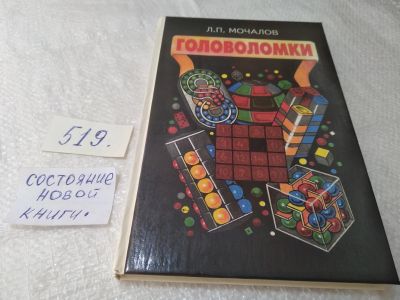 Л.П. МОЧАЛОВ
ГОЛОВОЛОМКИ
519.
СОСТОЯНИЕ
НОВОЙ
КНИГИ.